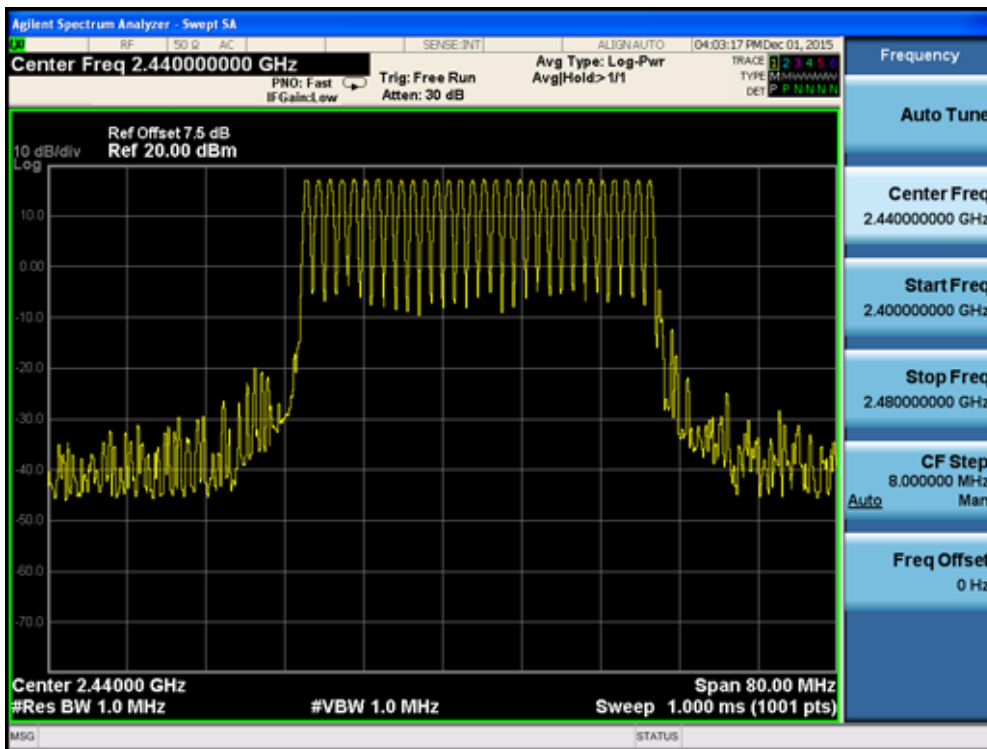 Agilent Spectrum Analyzer - Swept SA
RF 50 Ω AC SENSE:INT ALIGN AUTO 04:03:17 PM Dec 01, 2015
Center Freq 2.440000000 GHz
PNO: Fast
IFGain:Low
Trig: Free Run
Atten: 30 dB
Avg Type: Log-Pwr
Avg|Hold:> 1/1
TRACE 1 2 3 4 5 6
TYPE M
DET P P N N N N
Ref Offset 7.5 dB
10 dB/div Ref 20.00 dBm
Log
10.0
0.00
-10.0
-20.0
-30.0
-40.0
-50.0
-60.0
-70.0
Center 2.44000 GHz Span 80.00 MHz
#Res BW 1.0 MHz #VBW 1.0 MHz Sweep 1.000 ms (1001 pts)
MSG STATUS
Frequency
Auto Tune
Center Freq
2.440000000 GHz
Start Freq
2.400000000 GHz
Stop Freq
2.480000000 GHz
CF Step
8.000000 MHz
Auto Man
Freq Offset
0 Hz